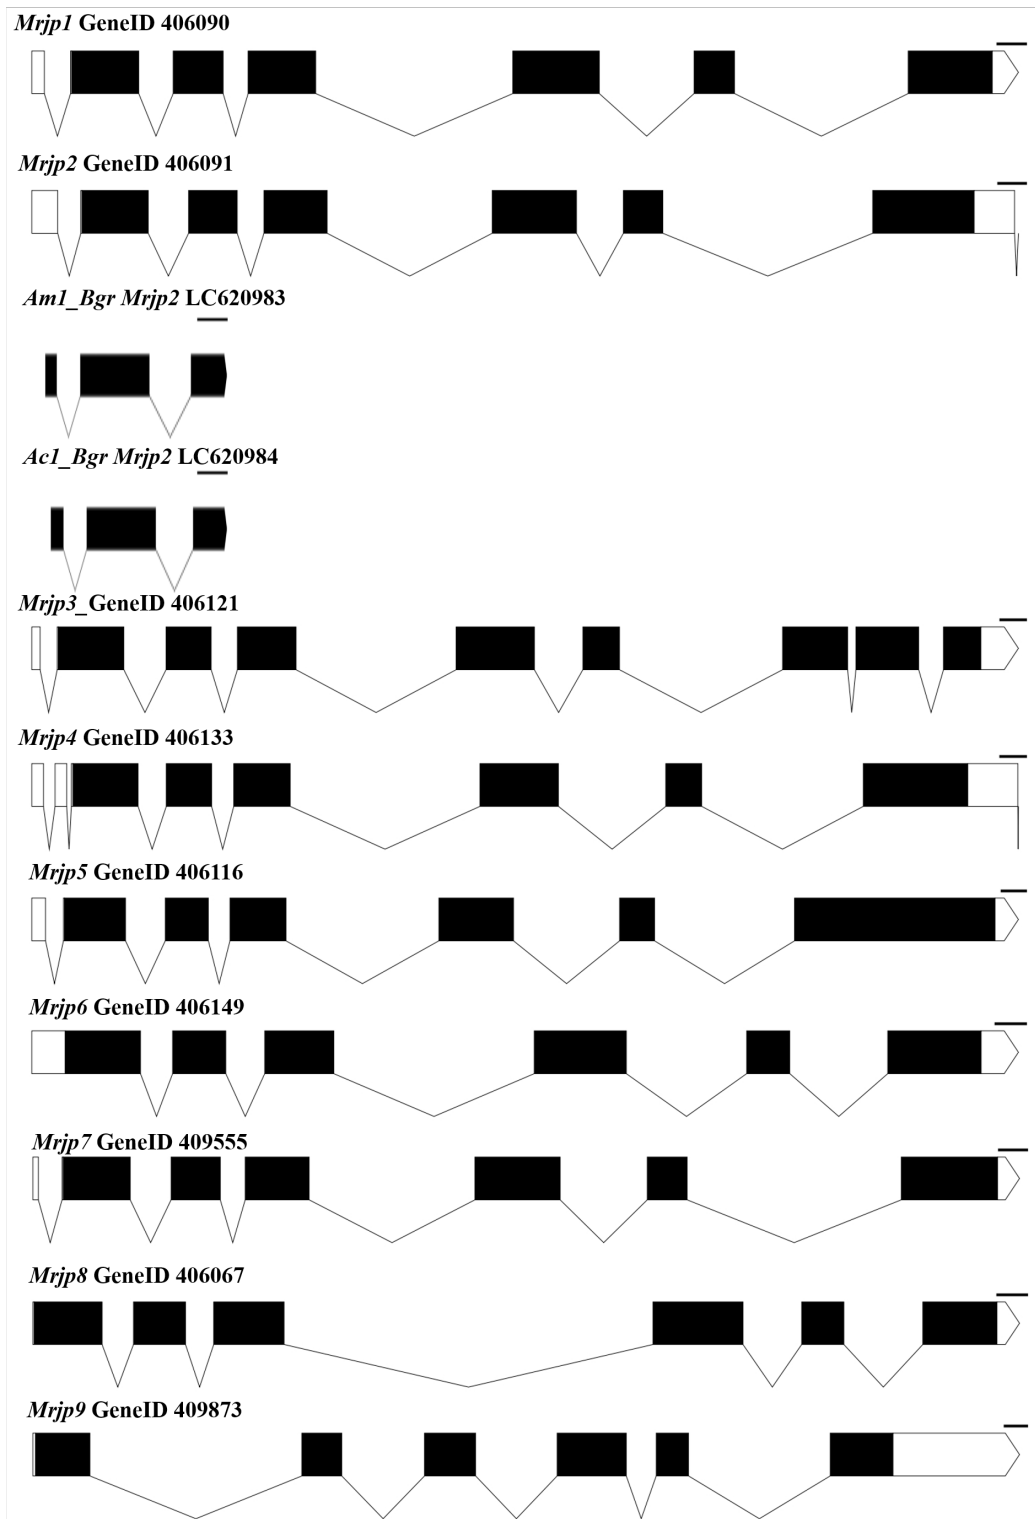 Mrjp1 GeneID 406090
Mrjp2 GeneID 406091
Am1_Bgr Mrjp2 LC620983
Ac1_Bgr Mrjp2 LC620984
Mrjp3_GeneID 406121
Mrjp4 GeneID 406133
Mrjp5 GeneID 406116
Mrjp6 GeneID 406149
Mrjp7 GeneID 409555
Mrjp8 GeneID 406067
Mrjp9 GeneID 409873